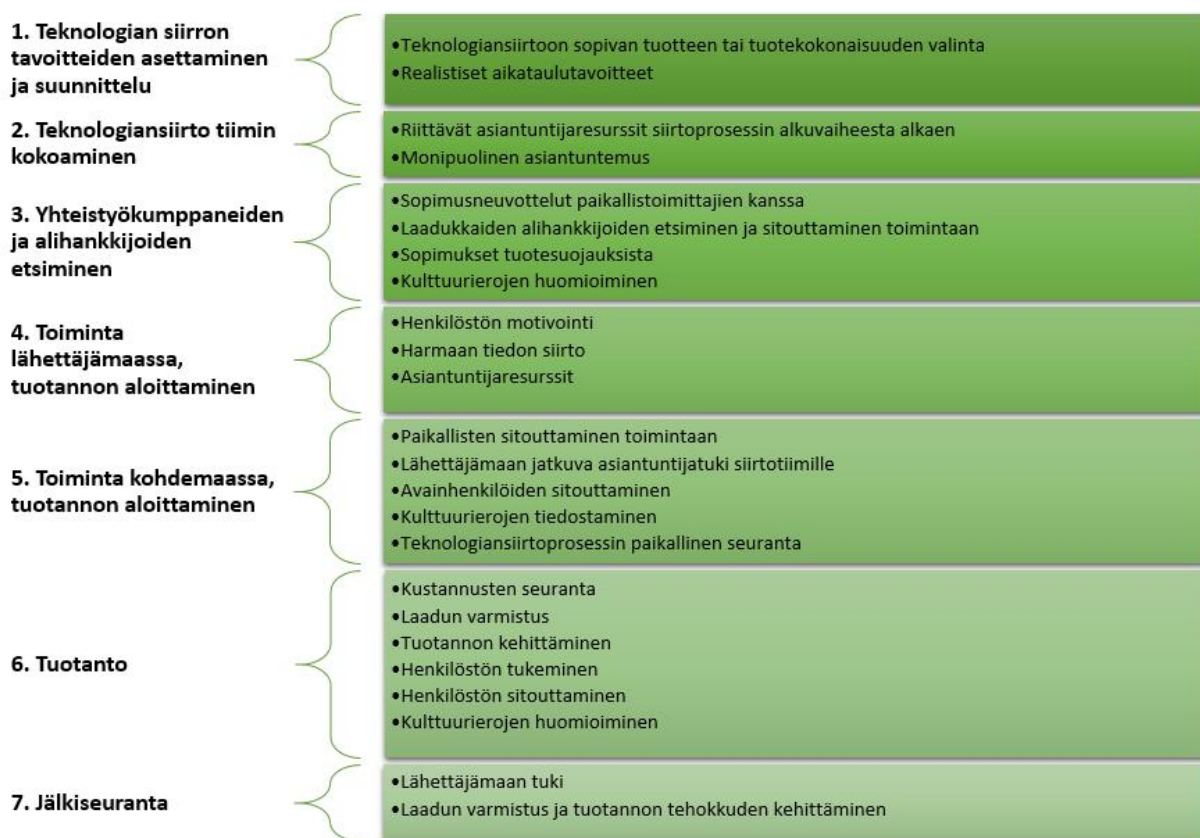 1. Teknologian siirron
tavoitteiden asettaminen
ja suunnittelu
•Teknologiansiirtoon sopivan tuotteen tai tuotekokonaisuuden valinta
•Realistiset aikataulutavoitteet
2. Teknologiansiirto tiimin
kokoaminen
•Riittävät asiantuntijaresurssit siirtoprosessin alkuvaiheesta alkaen
•Monipuolinen asiantuntemus
3. Yhteistyökumppaneiden
ja alihankkijoiden
etsiminen
•Sopimusneuvottelut paikallistoimittajien kanssa
•Laadukkaiden alihankkijoiden etsiminen ja sitouttaminen toimintaan
•Sopimukset tuotesuojauksista
•Kulttuurierojen huomioiminen
4. Toiminta
lähettäjämaassa,
tuotannon aloittaminen
•Henkilöstön motivointi
•Harmaan tiedon siirto
•Asiantuntijaresurssit
5. Toiminta kohdemaassa,
tuotannon aloittaminen
•Paikallisten sitouttaminen toimintaan
•Lähettäjämaan jatkuva asiantuntijatuki siirtotiimille
•Avainhenkilöiden sitouttaminen
•Kulttuurierojen tiedostaminen
•Teknologiansiirtoprosessin paikallinen seuranta
6. Tuotanto
•Kustannusten seuranta
•Laadun varmistus
•Tuotannon kehittäminen
•Henkilöstön tukeminen
•Henkilöstön sitouttaminen
•Kulttuurierojen huomioiminen
7. Jälkiseuranta
•Lähettäjämaan tuki
•Laadun varmistus ja tuotannon tehokkuden kehittäminen